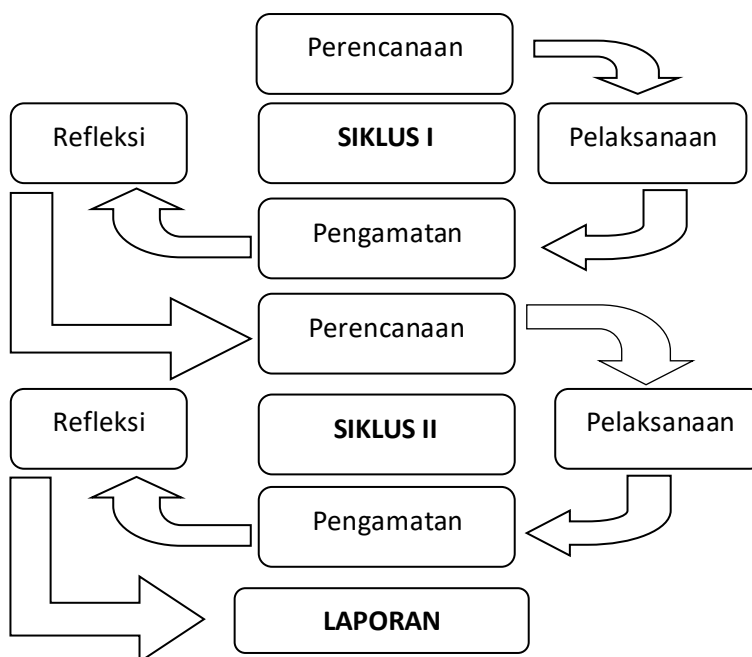 Perencanaan
Refleksi
SIKLUS I
Pelaksanaan
Pengamatan
Perencanaan
Refleksi
SIKLUS II
Pelaksanaan
Pengamatan
LAPORAN